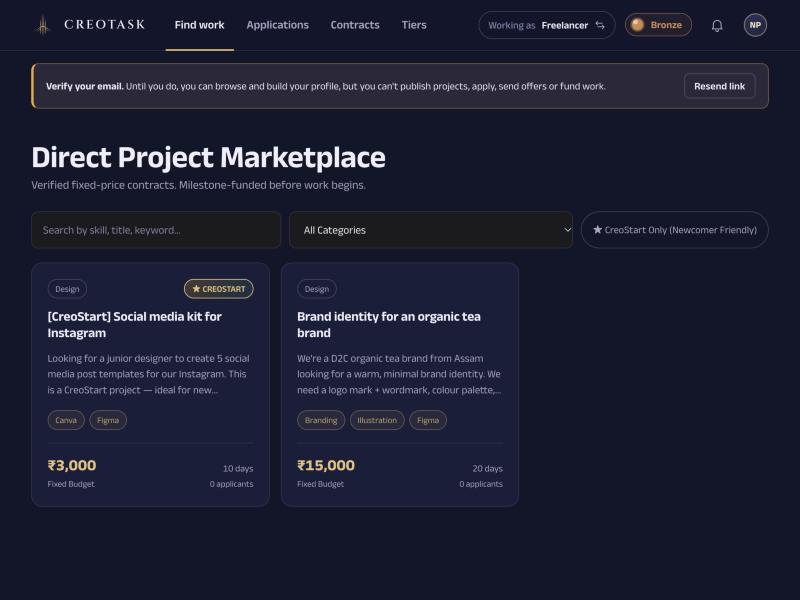 CREOTASK
Find work
Applications
Contracts
Tiers
Working as Freelancer
Bronze
NP
Verify your email. Until you do, you can browse and build your profile, but you can't publish projects, apply, send offers or fund work.
Resend link
Direct Project Marketplace
Verified fixed-price contracts. Milestone-funded before work begins.
Search by skill, title, keyword...
All Categories
★ CreoStart Only (Newcomer Friendly)
Design
★ CREOSTART
[CreoStart] Social media kit for
Instagram
Looking for a junior designer to create 5 social
media post templates for our Instagram. This
is a CreoStart project — ideal for new...
Canva
Figma
₹3,000
10 days
Fixed Budget
0 applicants
Design
Brand identity for an organic tea
brand
We're a D2C organic tea brand from Assam
looking for a warm, minimal brand identity. We
need a logo mark + wordmark, colour palette,...
Branding
Illustration
Figma
₹15,000
20 days
Fixed Budget
0 applicants